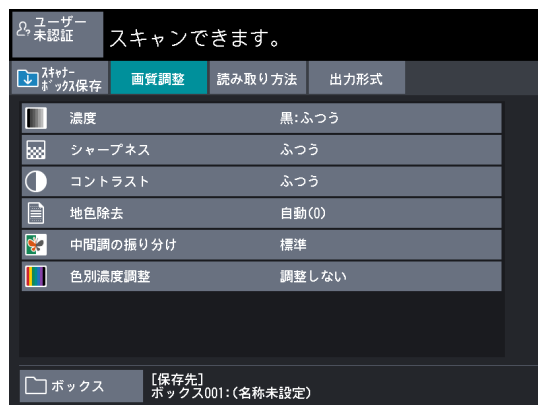 ユーザー
未認証
スキャンできます。
ｽｷｬﾅｰ
ﾎﾞｯｸｽ保存
画質調整
読み取り方法
出力形式
濃度 黒:ふつう
シャープネス ふつう
コントラスト ふつう
地色除去 自動(0)
中間調の振り分け 標準
色別濃度調整 調整しない
ボックス
[保存先]
ボックス001:(名称未設定)